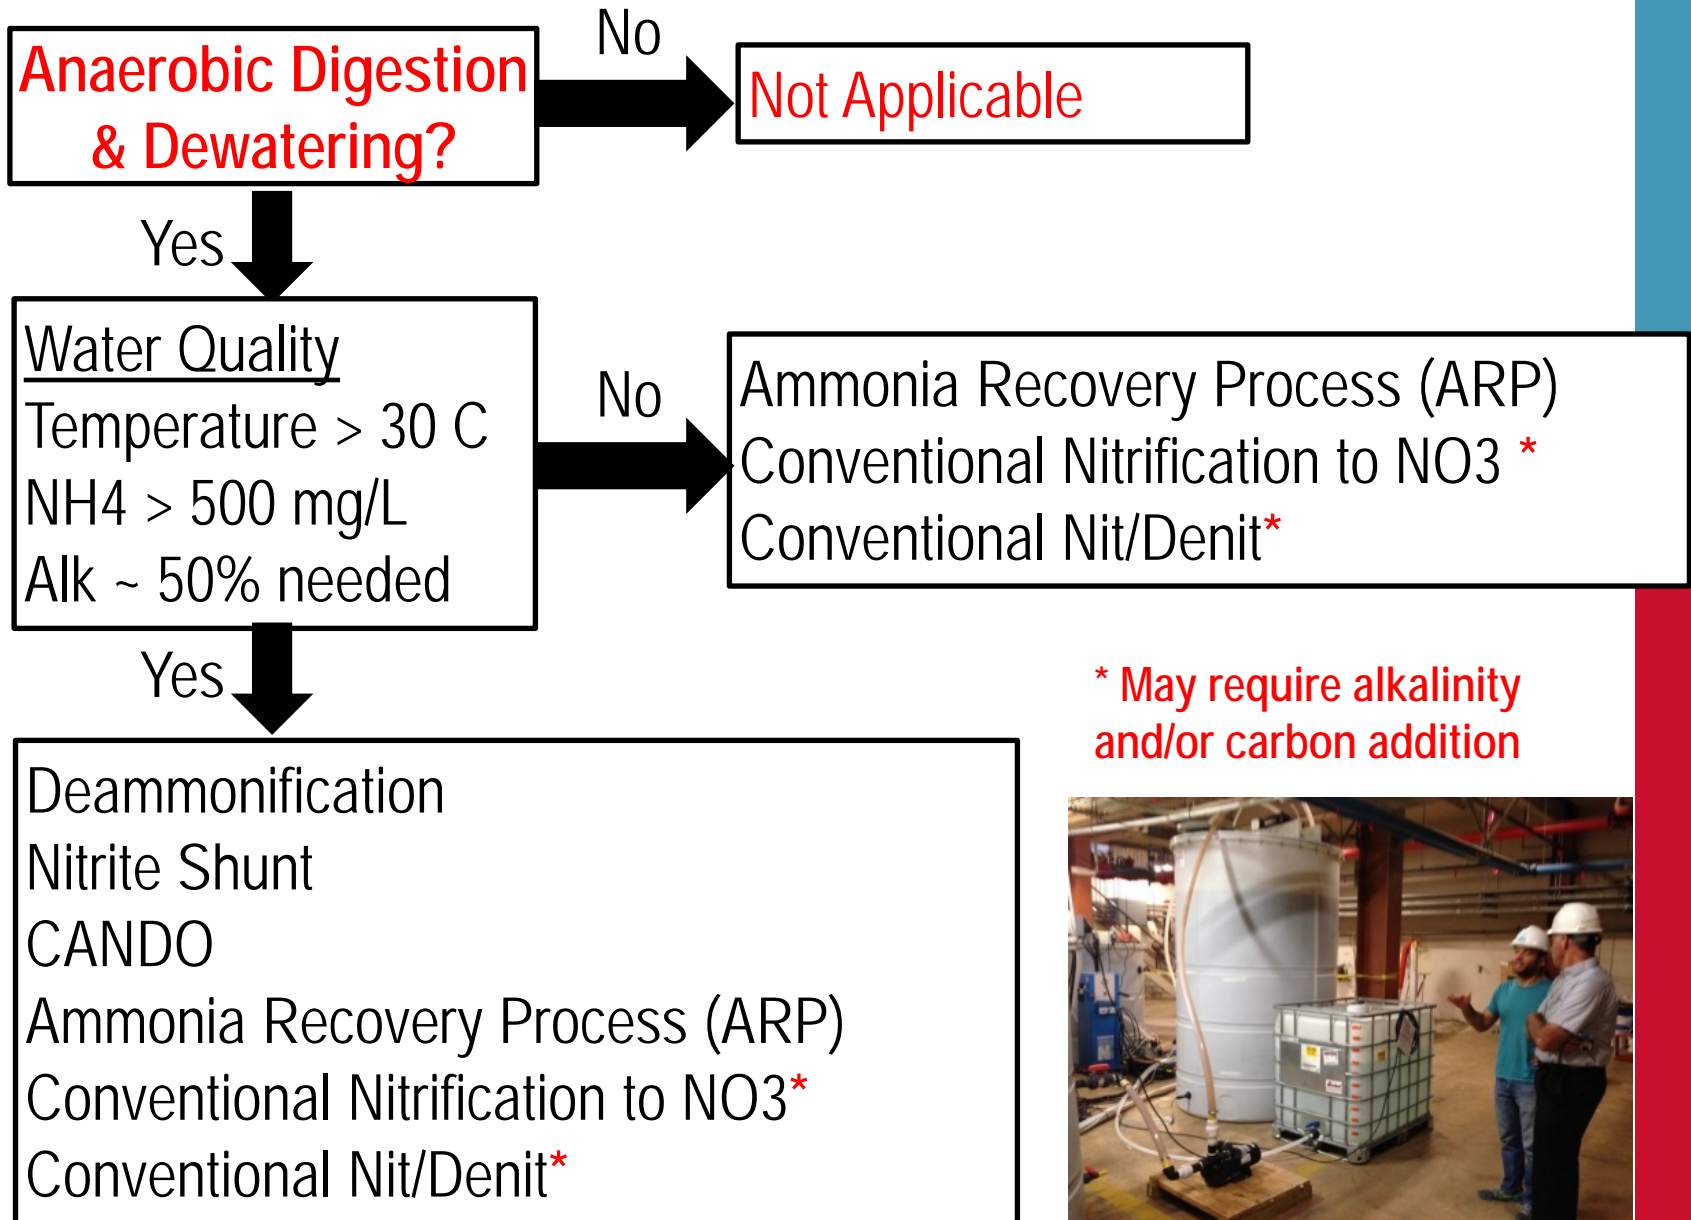 Anaerobic Digestion
& Dewatering?
No
Not Applicable
Yes
Water Quality
Temperature > 30 C
NH4 > 500 mg/L
Alk ~ 50% needed
No
Ammonia Recovery Process (ARP)
Conventional Nitrification to NO3 *
Conventional Nit/Denit*
Yes
* May require alkalinity
and/or carbon addition
Deammonification
Nitrite Shunt
CANDO
Ammonia Recovery Process (ARP)
Conventional Nitrification to NO3*
Conventional Nit/Denit*